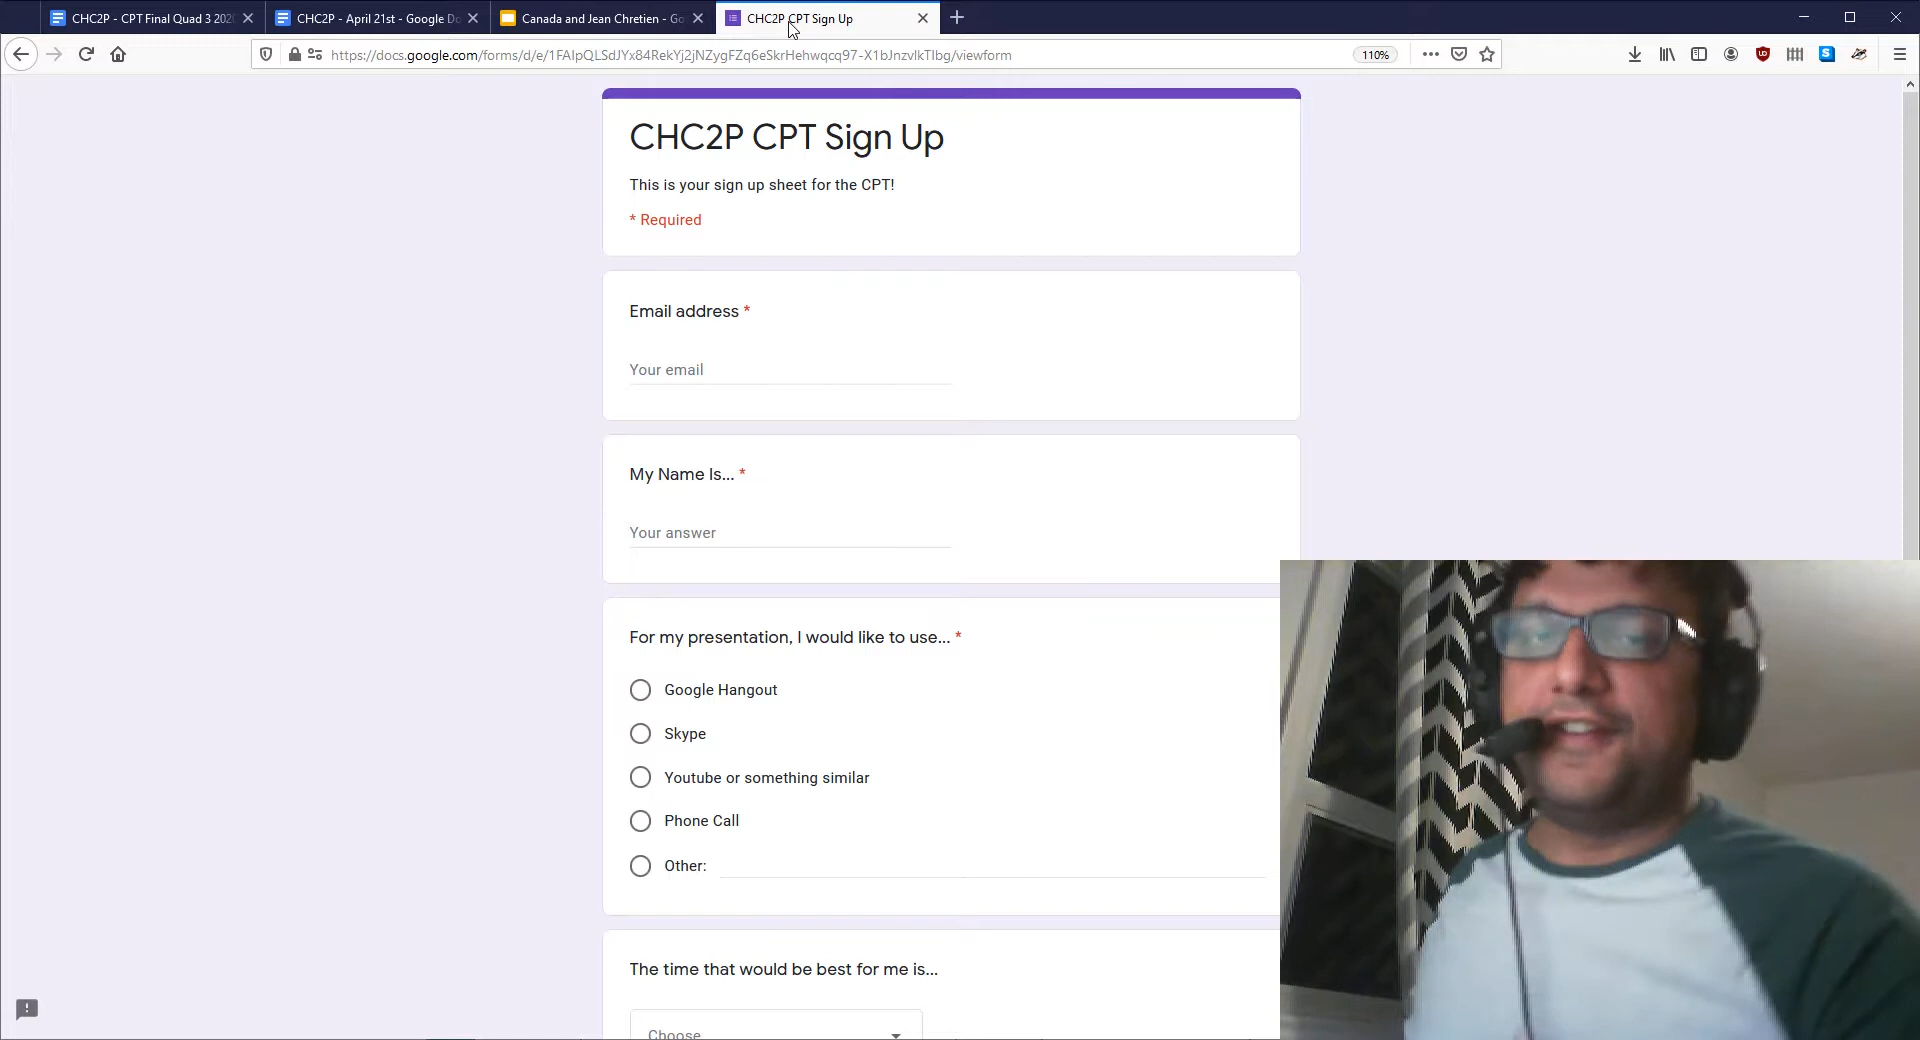 CHC2P - CPT Final Quad 3 202
CHC2P - April 21st - Google Do
Canada and Jean Chretien - Go
CHC2P CPT Sign Up
https://docs.google.com/forms/d/e/1FAIpQLSdJYx84RekYj2jNZygFZq6eSkrHehwqcq97-X1bJnzvlkTIbg/viewform
110%
CHC2P CPT Sign Up
This is your sign up sheet for the CPT!
* Required
Email address *
Your email
My Name Is... *
Your answer
For my presentation, I would like to use... *
Google Hangout
Skype
Youtube or something similar
Phone Call
Other:
The time that would be best for me is...
Choose